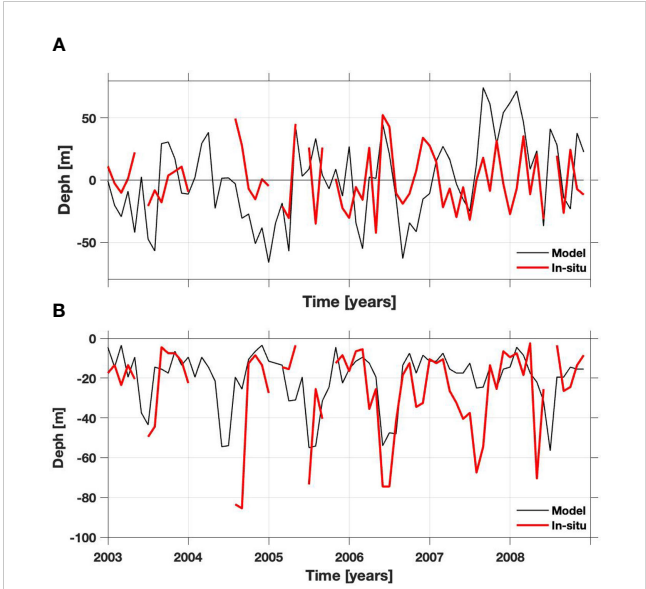 A
50
0
-50
Deph [m]
Model
In-situ
Time [years]
B
0
-20
-40
-60
-80
-100
Deph [m]
Model
In-situ
2003 2004 2005 2006 2007 2008
Time [years]